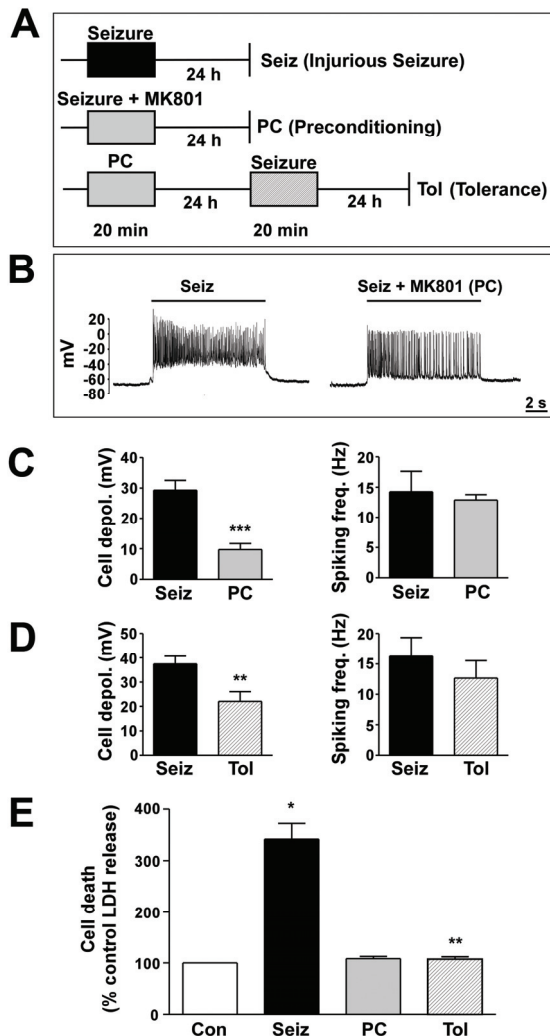 A
Seizure
24 h
Seiz (Injurious Seizure)
Seizure + MK801
24 h
PC (Preconditioning)
PC
Seizure
24 h
24 h
Tol (Tolerance)
20 min
20 min
B
Seiz
Seiz + MK801 (PC)
mV
20
0
-20
-40
-60
-80
2 s
C
Cell depol. (mV)
40
30
20
10
0
***
Seiz PC
Spiking freq. (Hz)
20
15
10
5
0
Seiz PC
D
Cell depol. (mV)
50
40
30
20
10
0
**
Seiz Tol
Spiking freq. (Hz)
20
15
10
5
0
Seiz Tol
E
Cell death
(% control LDH release)
400
300
200
100
0
*
**
Con Seiz PC Tol